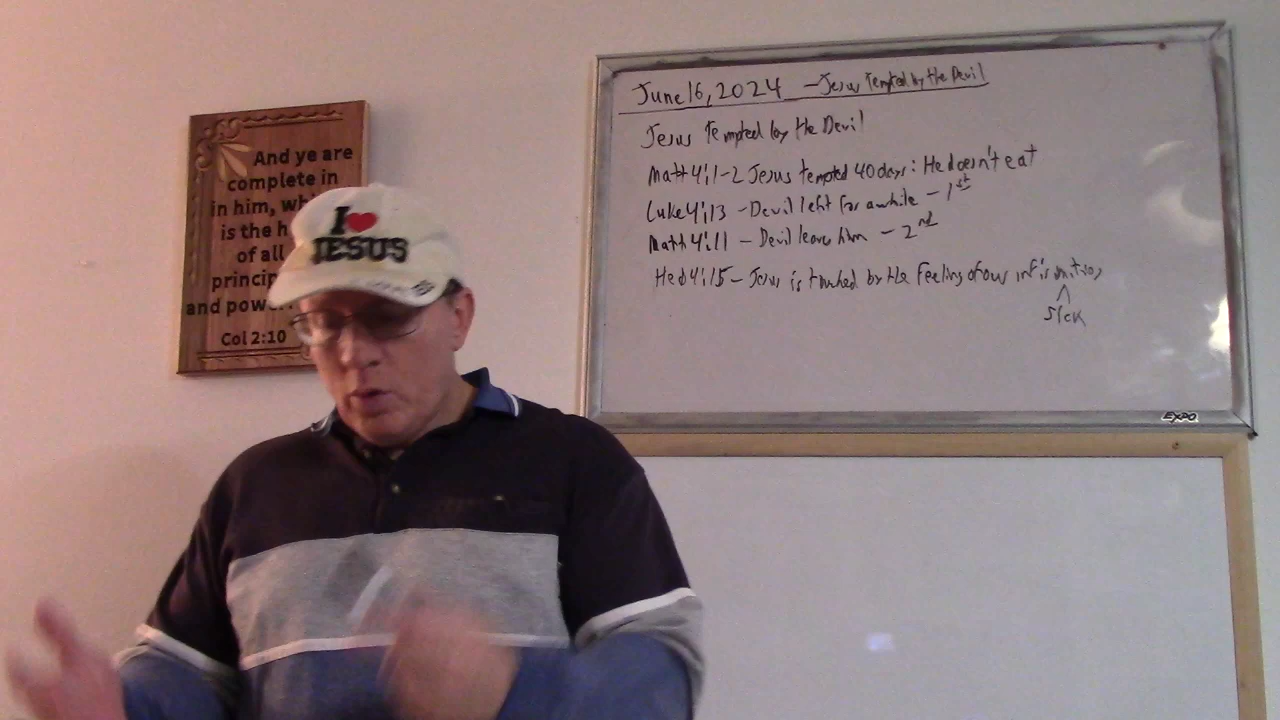 And ye are
complete in
in him, wh
is the h
of all
princip
and pow
Col 2:10
I ❤ JESUS
June 16, 2024 - Jesus Tempted by the Devil
Jesus Tempted by the Devil
Matt 4:1-2 Jesus tempted 40 days: He doesn't eat
Luke 4:13 - Devil left for awhile - 1st
Matt 4:11 - Devil leave him - 2nd
Heb 4:15 - Jesus is touched by the feeling of our
sick
EXPO